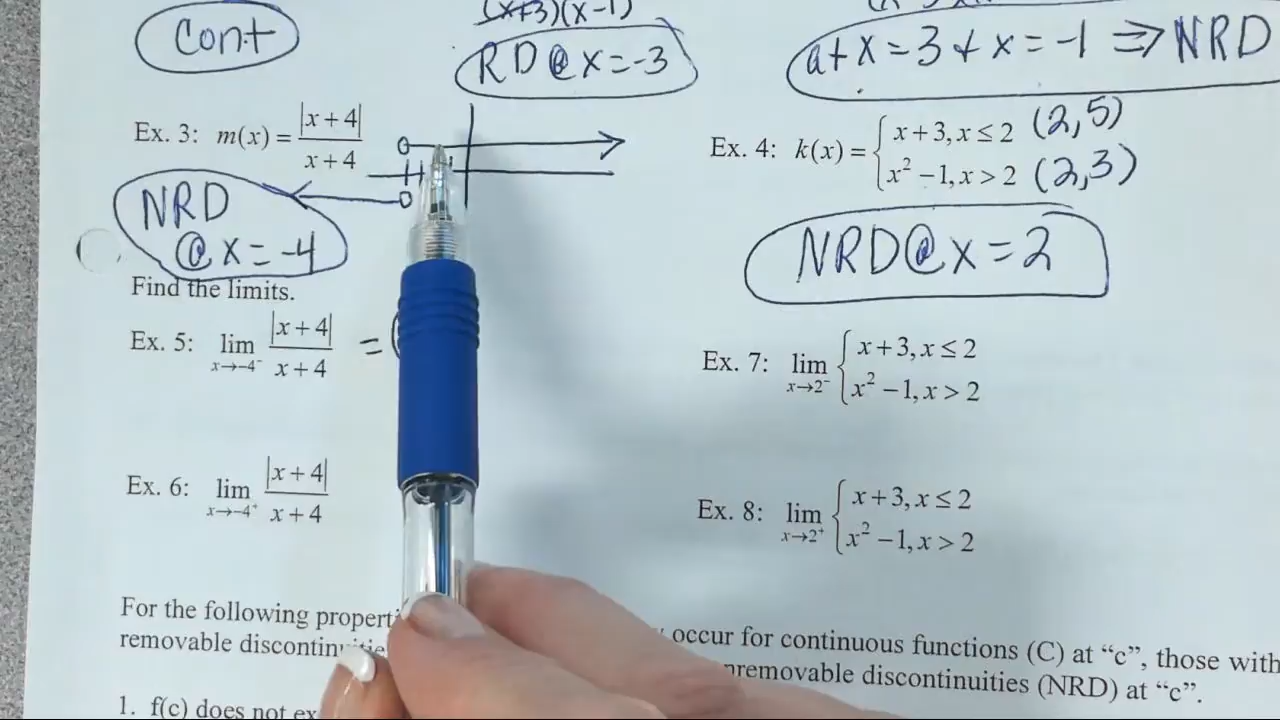 (x+3)(x-1)
Cont
RD@x=-3
at x=3 + x=-1 ⇒ NRD
Ex. 3: m(x) = |x+4| / x+4
NRD
@x=-4
Ex. 4: k(x) = { x+3, x ≤ 2 (2,5)
x² −1, x > 2 (2,3)
NRD@x=2
Find the limits.
Ex. 5: lim x→-4⁻ |x+4| / x+4 =
Ex. 7: lim x→2⁻ { x+3, x ≤ 2
x² −1, x > 2
Ex. 6: lim x→-4⁺ |x+4| / x+4
Ex. 8: lim x→2⁺ { x+3, x ≤ 2
x² −1, x > 2
For the following occur for continuous functions (C) at “c”, those with
removable discontinuities (NRD) at “c”.
1. f(c) does not